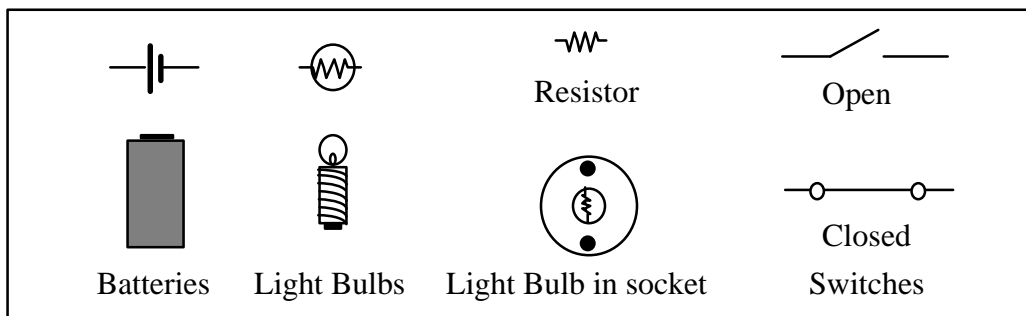 Resistor
Open
Closed
Batteries
Light Bulbs
Light Bulb in socket
Switches